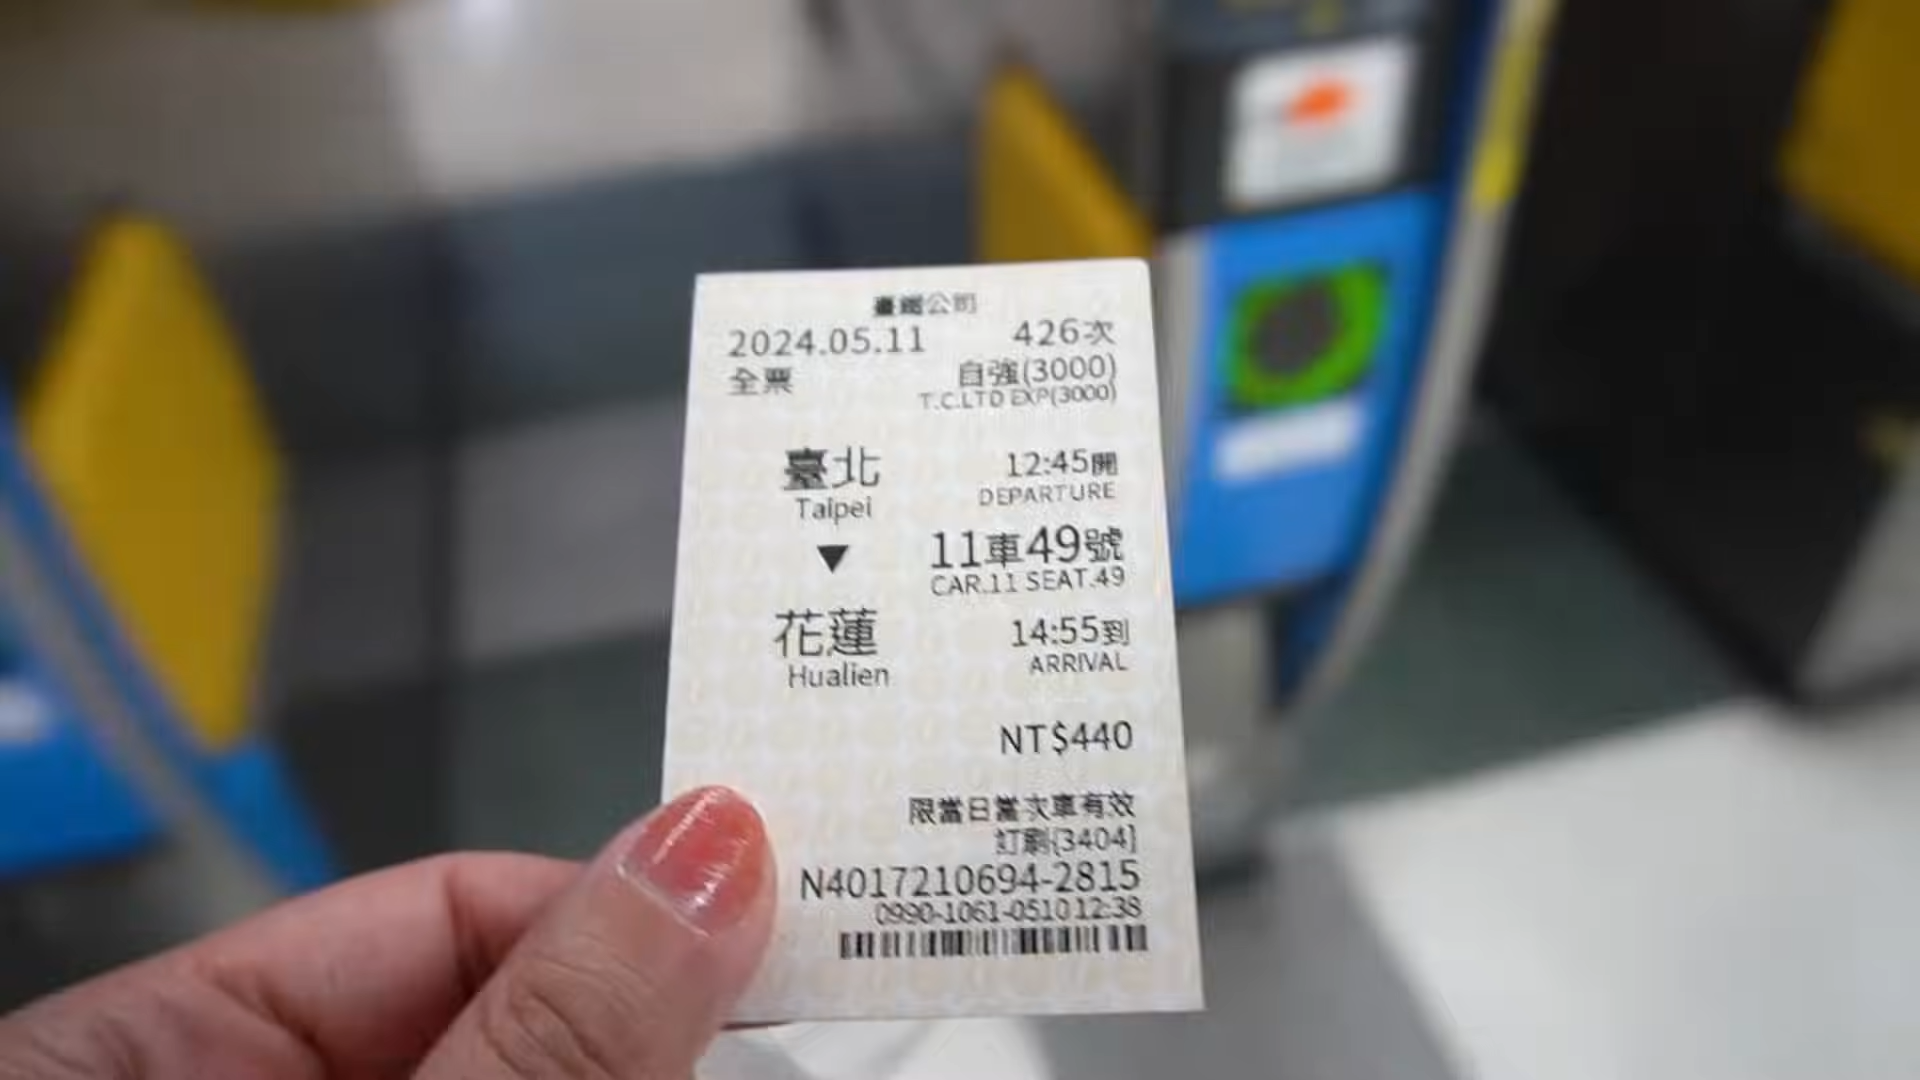 臺鐵公司
2024.05.11 426次
全票 自強(3000)
T.C.LTD EXP(3000)
臺北 12:45開
Taipei DEPARTURE
▼ 11車49號
CAR.11 SEAT.49
花蓮 14:55到
Hualien ARRIVAL
NT$440
限當日當次車有效
訂刷[3404]
N4017210694-2815
0990-1061-0510 12:38